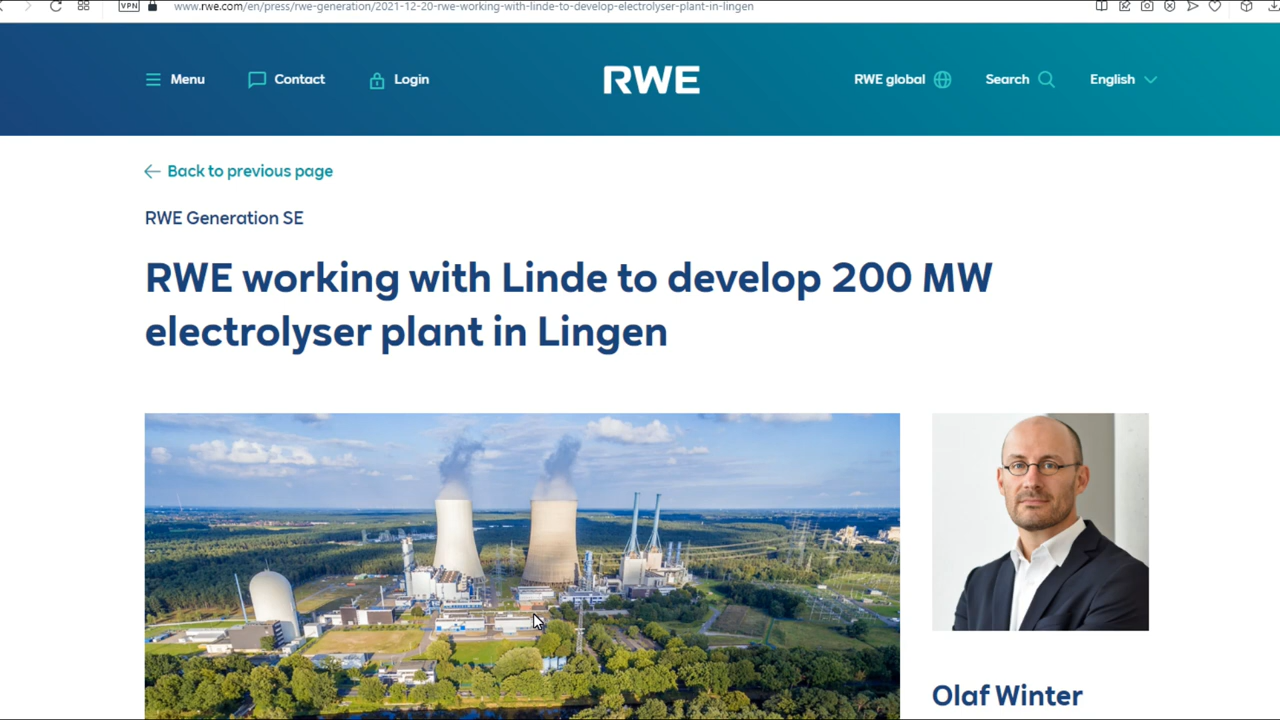 VPN
www.rwe.com/en/press/rwe-generation/2021-12-20-rwe-working-with-linde-to-develop-electrolyser-plant-in-lingen
Menu
Contact
Login
RWE
RWE global
Search
English
Back to previous page
RWE Generation SE
RWE working with Linde to develop 200 MW
electrolyser plant in Lingen
Olaf Winter